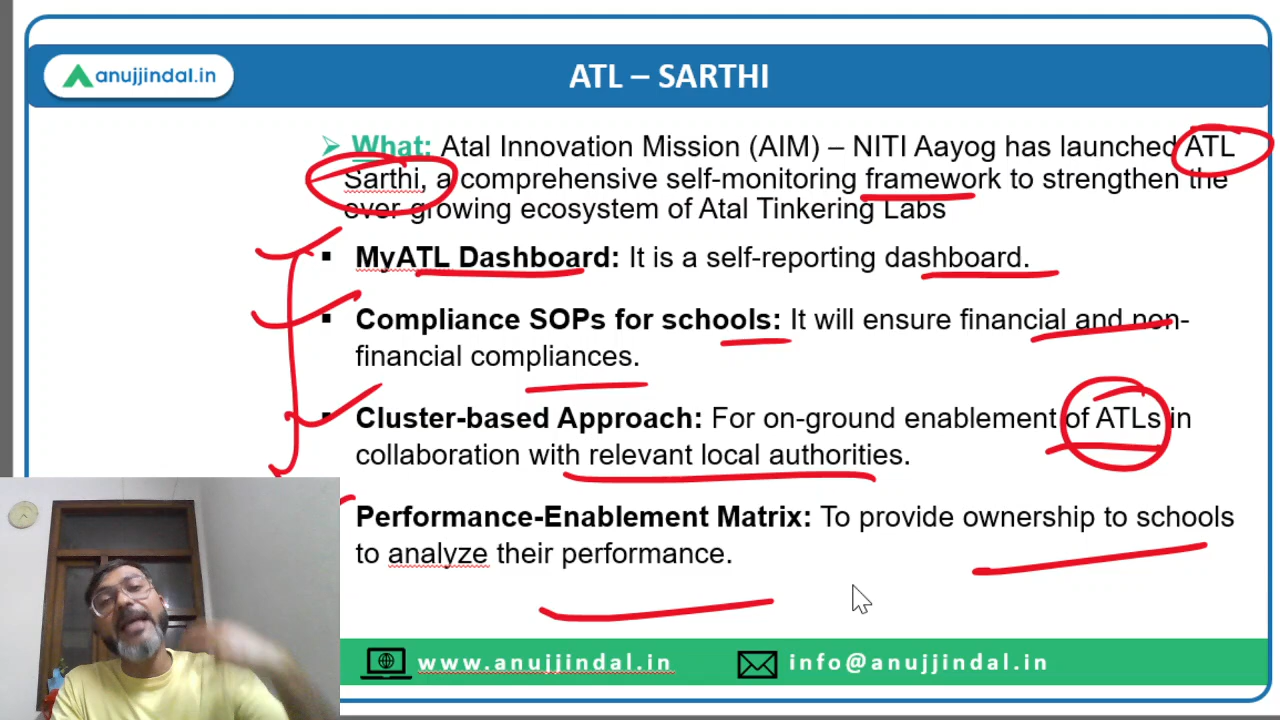 anujjindal.in
ATL – SARTHI
What: Atal Innovation Mission (AIM) – NITI Aayog has launched ATL
Sarthi, a comprehensive self-monitoring framework to strengthen the
ever-growing ecosystem of Atal Tinkering Labs
MyATL Dashboard: It is a self-reporting dashboard.
Compliance SOPs for schools: It will ensure financial and non-
financial compliances.
Cluster-based Approach: For on-ground enablement of ATLs in
collaboration with relevant local authorities.
Performance-Enablement Matrix: To provide ownership to schools
to analyze their performance.
www.anujjindal.in
info@anujjindal.in